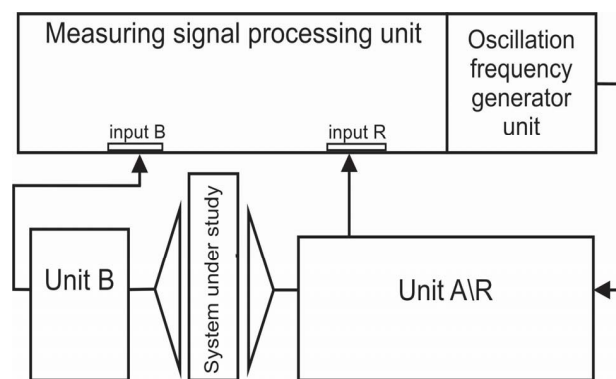 Measuring signal processing unit
Oscillation
frequency
generator
unit
input B
input R
System under study
Unit B
Unit A\R